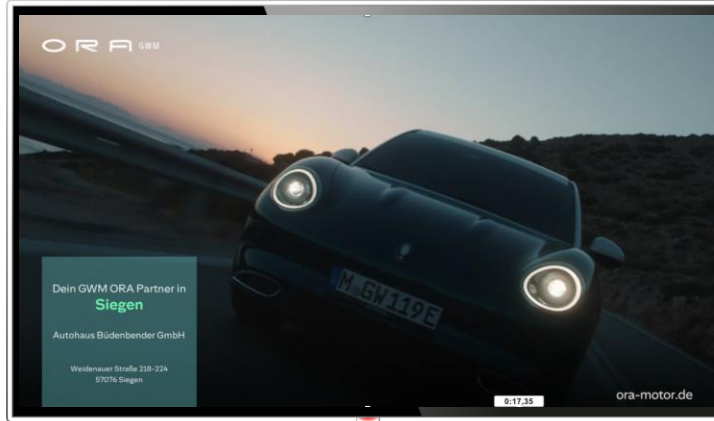 ORA GWM
Dein GWM ORA Partner in
Siegen
Autohaus Büdenbender GmbH
Weidenauer Straße 218-224
57076 Siegen
M GW119E
0:17,35
ora-motor.de